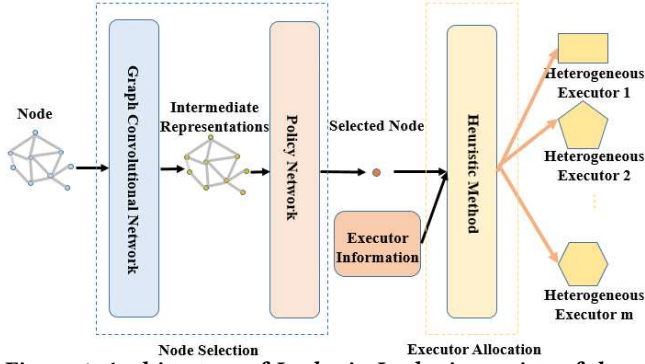 Node
Graph Convolutional Network
Intermediate
Representations
Policy Network
Selected Node
Executor
Information
Heuristic Method
Heterogeneous
Executor 1
Heterogeneous
Executor 2
Heterogeneous
Executor m
Node Selection
Executor Allocation